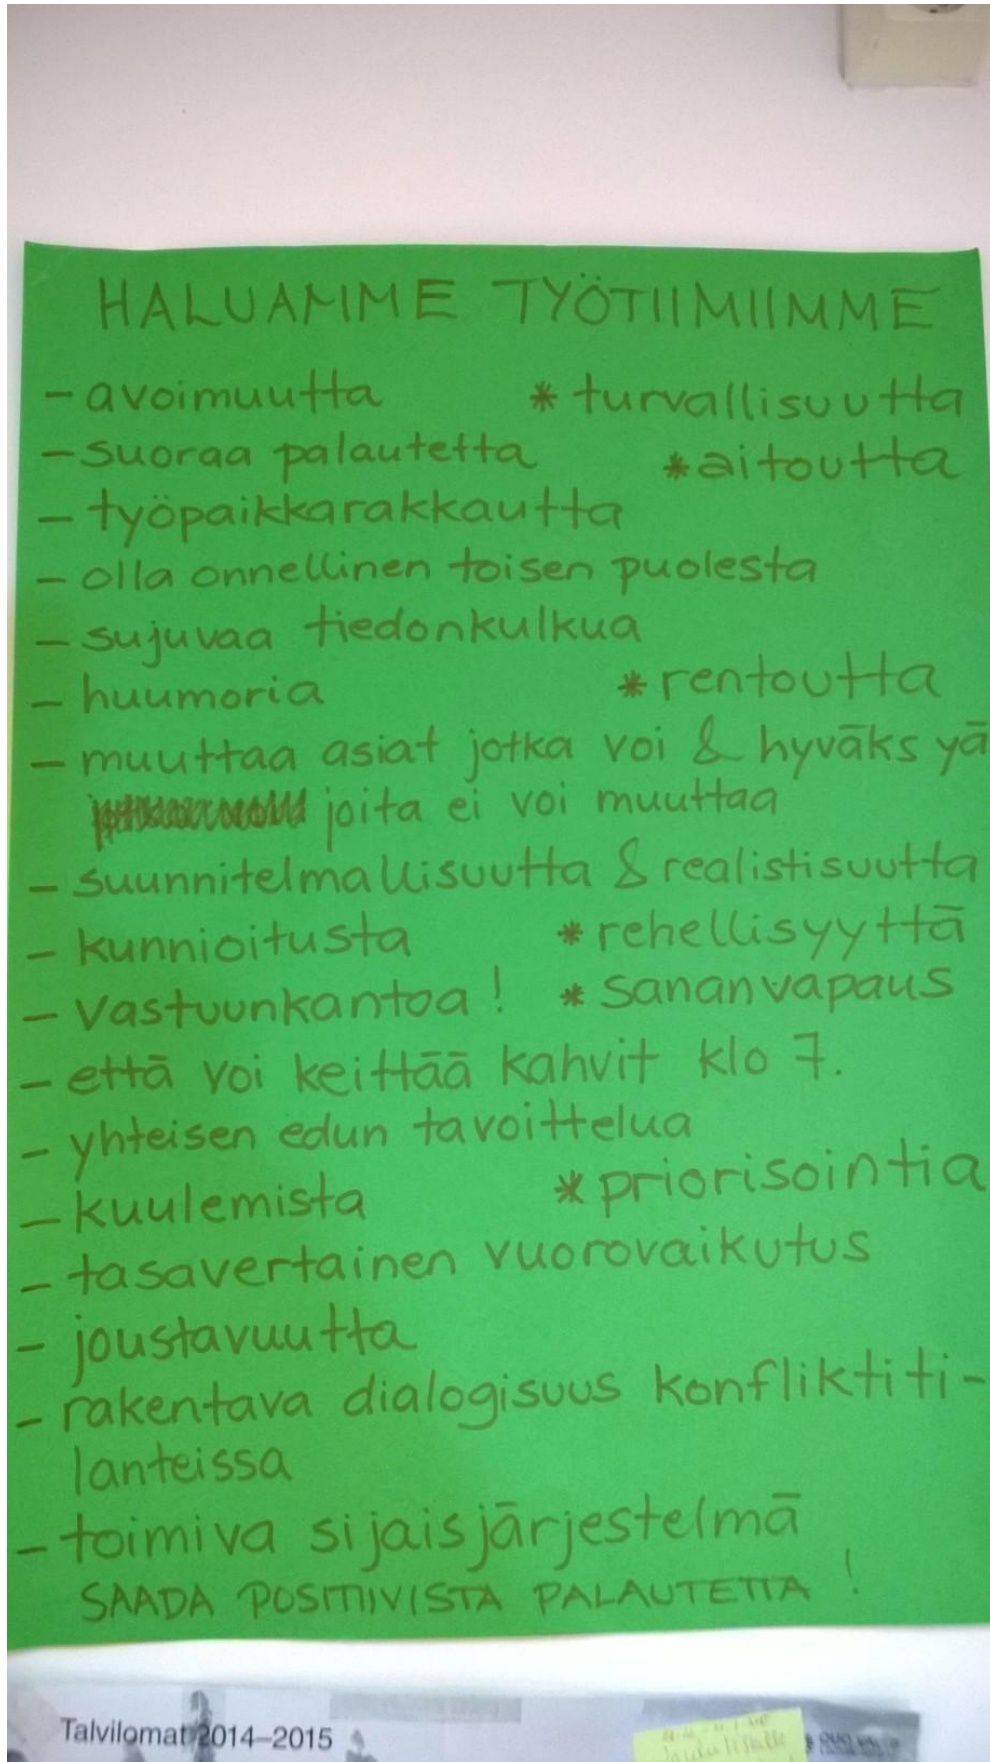 HALUAMME TYÖTIIMIIMME
- avoimuutta * turvallisuutta
- suoraa palautetta * aitoutta
- työpaikkarakkautta
- olla onnellinen toisen puolesta
- sujuvaa tiedonkulkua
- huumoria * rentoutta
- muuttaa asiat jotka voi & hyväksyä
joita ei voi muuttaa
- suunnitelmallisuutta & realistisuutta
- kunnioitusta * rehellisyyttä
- vastuunkantoa! * sananvapaus
- että voi keittää kahvit klo 7.
- yhteisen edun tavoittelua
- kuulemista * priorisointia
- tasavertainen vuorovaikutus
- joustavuutta
- rakentava dialogisuus konfliktiti-
lanteissa
- toimiva sijaisjärjestelmä
SAADA POSITIIVISTA PALAUTETTA !
Talvilomat 2014–2015